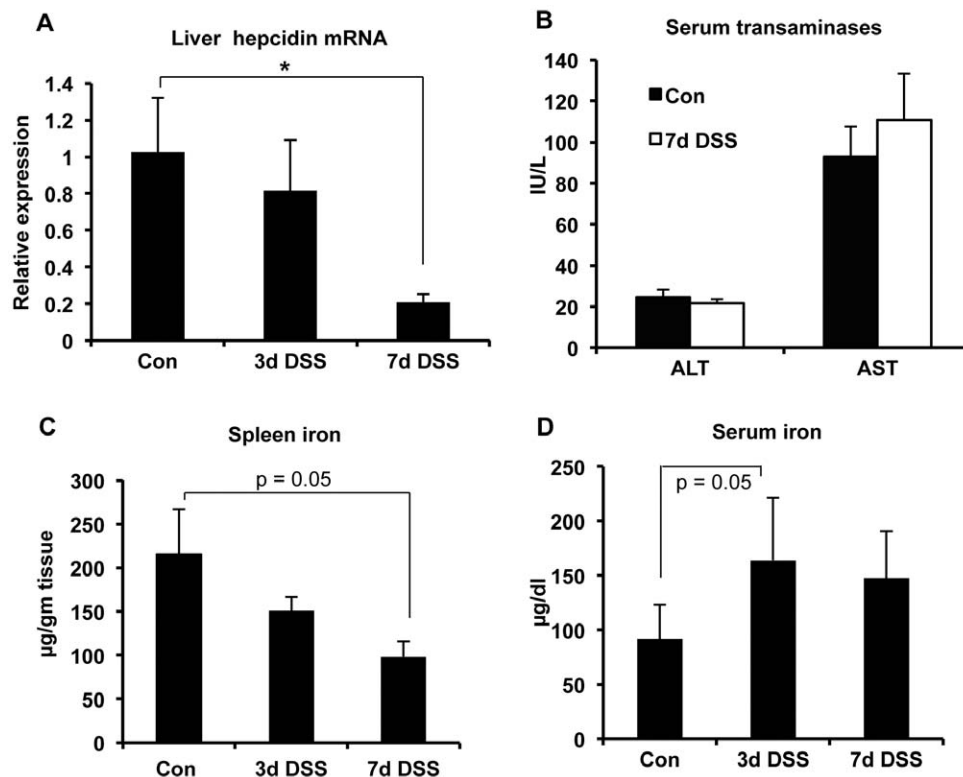 A
Liver hepcidin mRNA
*
Relative expression
1.4
1.2
1
0.8
0.6
0.4
0.2
0
Con 3d DSS 7d DSS
B
Serum transaminases
IU/L
140
120
100
80
60
40
20
0
Con
7d DSS
ALT AST
C
Spleen iron
p = 0.05
µg/gm tissue
300
250
200
150
100
50
0
Con 3d DSS 7d DSS
D
Serum iron
p = 0.05
µg/dl
250
200
150
100
50
0
Con 3d DSS 7d DSS